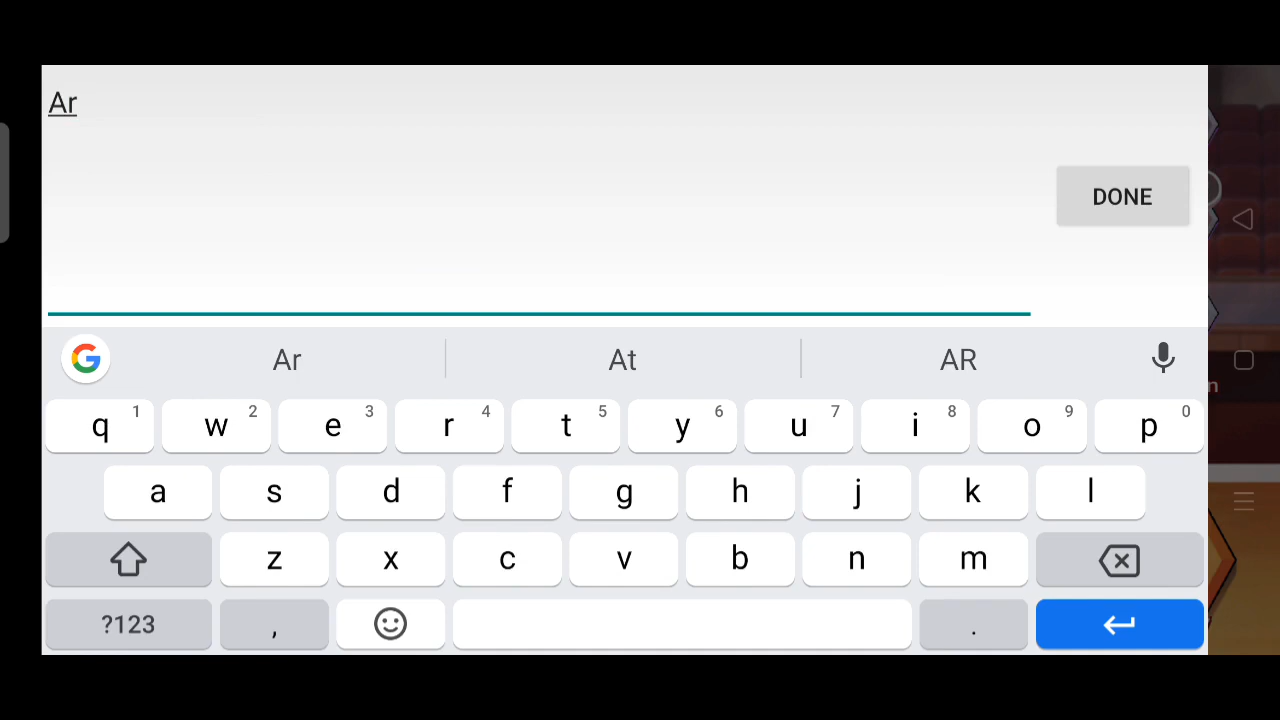 Ar
DONE
Ar At AR
q 1 w 2 e 3 r 4 t 5 y 6 u 7 i 8 o 9 p 0
a s d f g h j k l
z x c v b n m
?123 , .
n